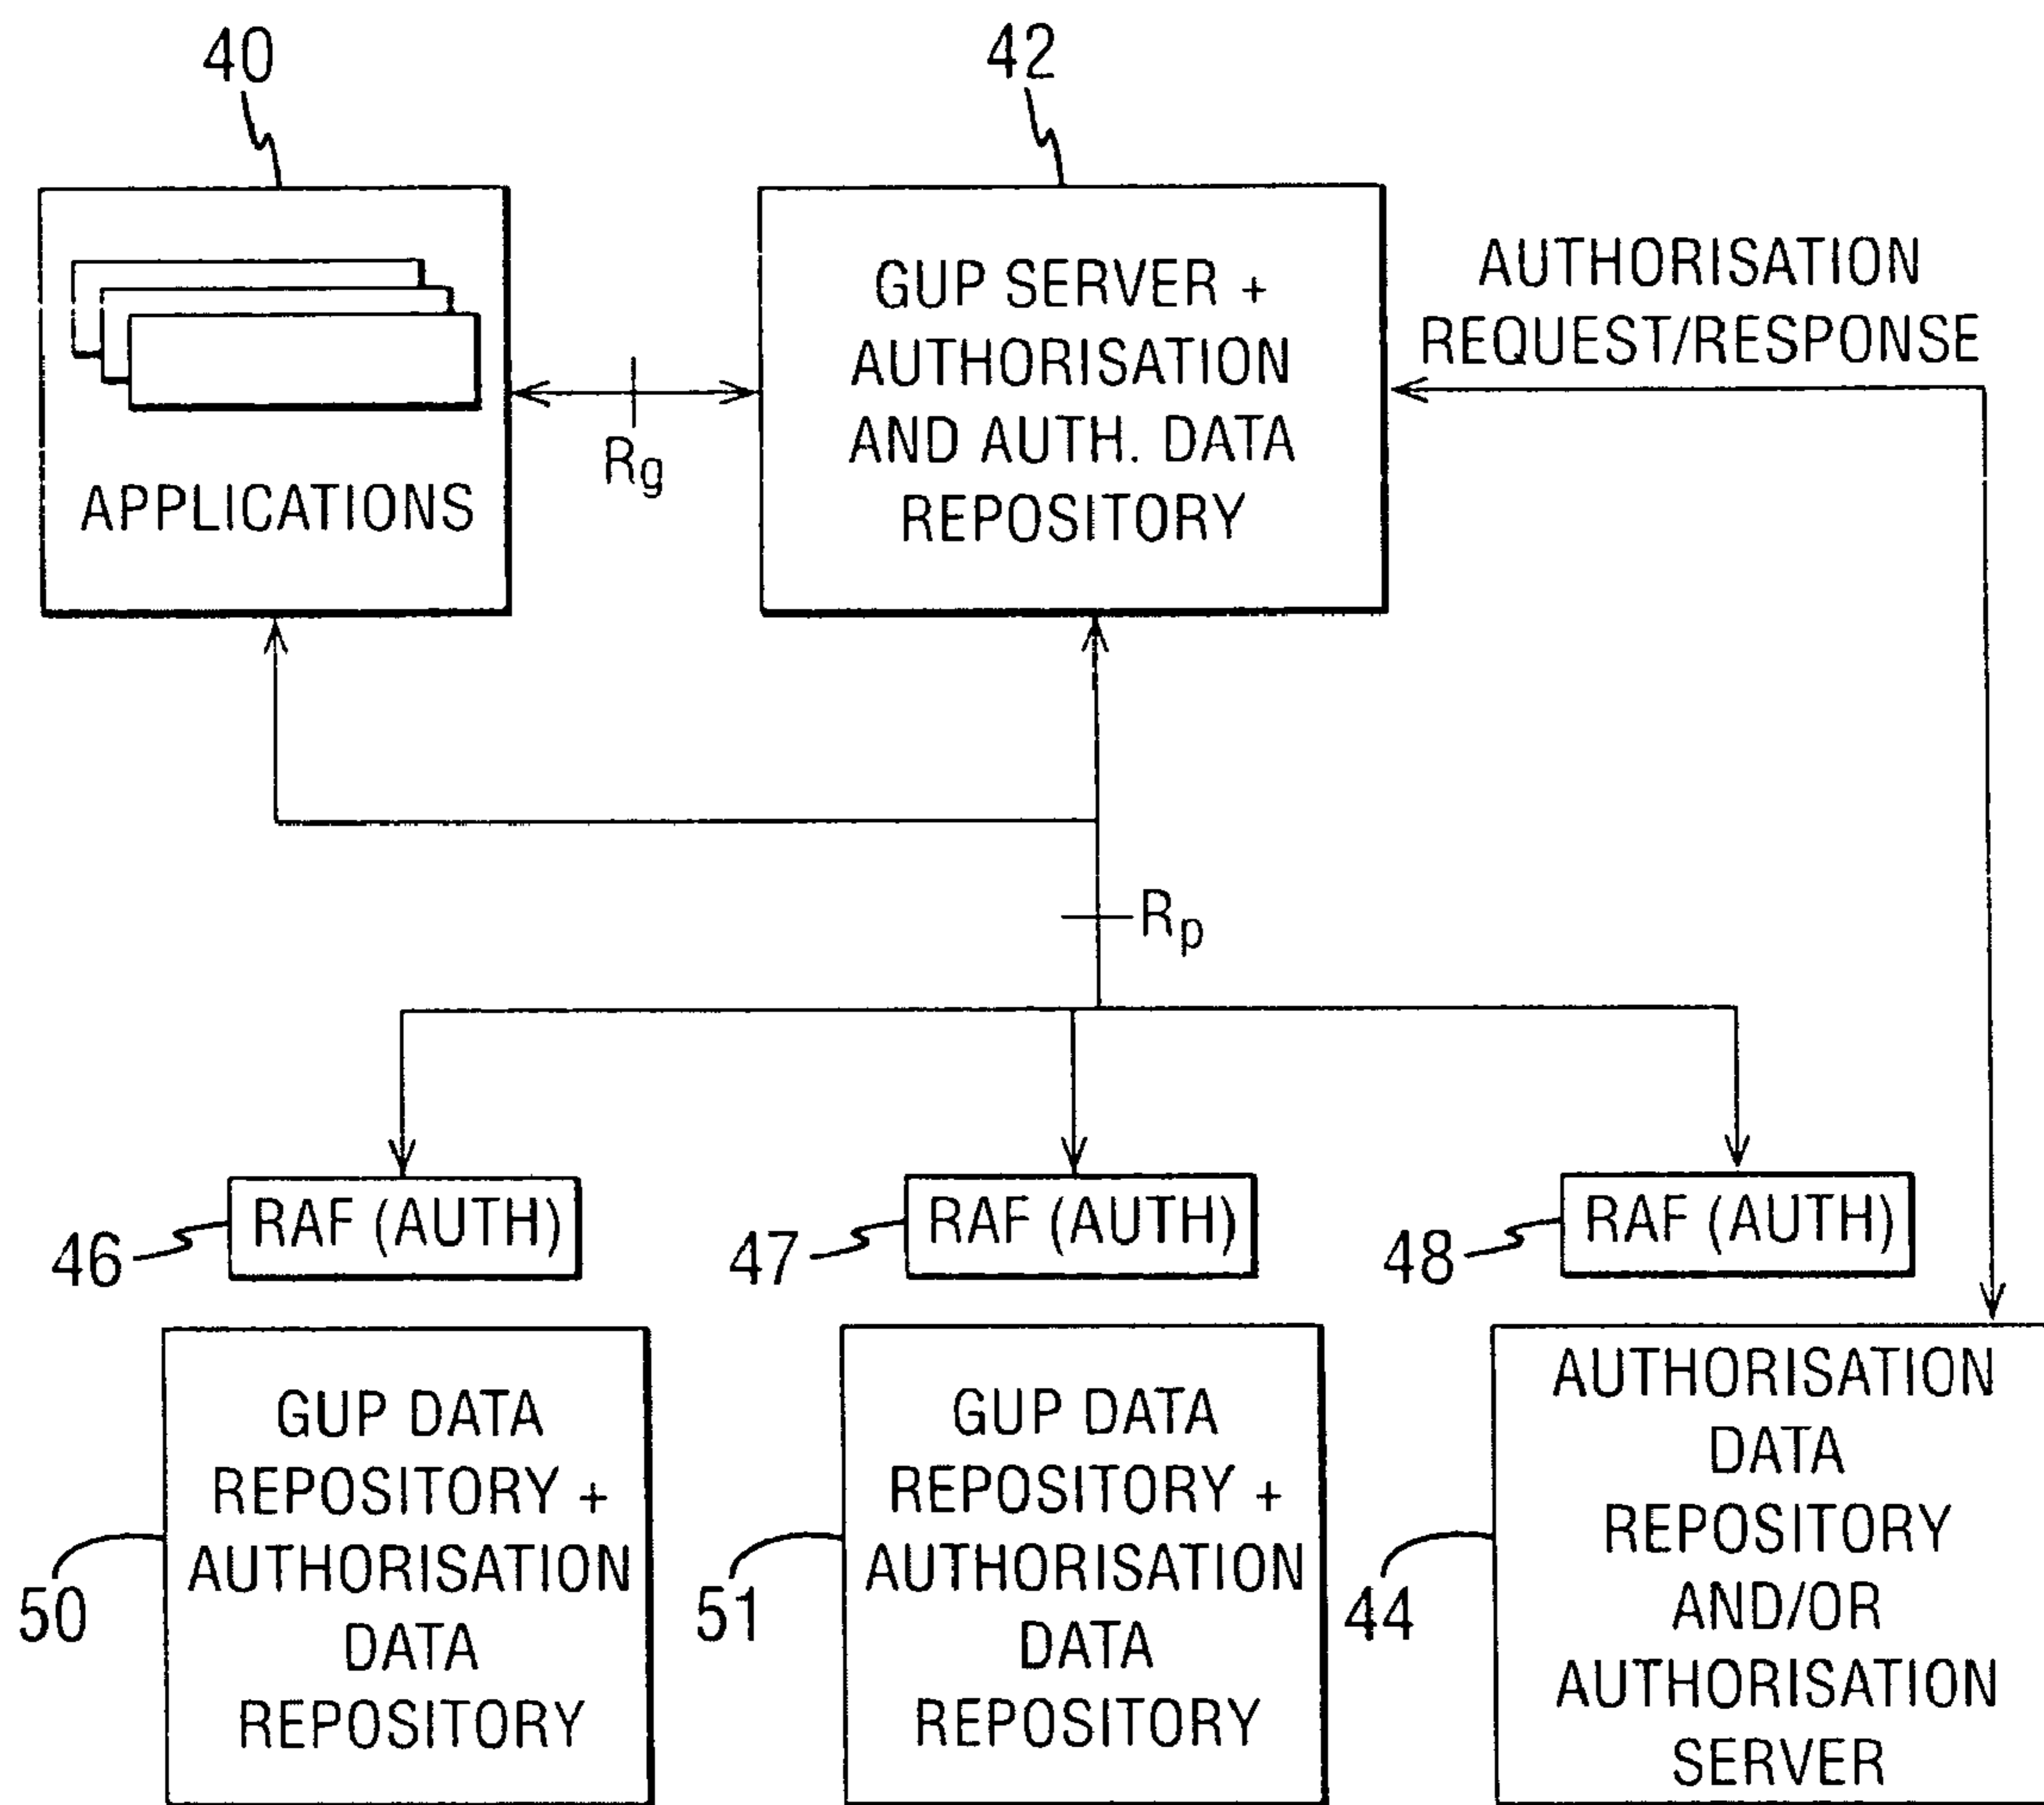 40
42
APPLICATIONS
Rg
GUP SERVER +
AUTHORISATION
AND AUTH. DATA
REPOSITORY
AUTHORISATION
REQUEST/RESPONSE
Rp
46
RAF (AUTH)
47
RAF (AUTH)
48
RAF (AUTH)
50
GUP DATA
REPOSITORY +
AUTHORISATION
DATA
REPOSITORY
51
GUP DATA
REPOSITORY +
AUTHORISATION
DATA
REPOSITORY
44
AUTHORISATION
DATA
REPOSITORY
AND/OR
AUTHORISATION
SERVER